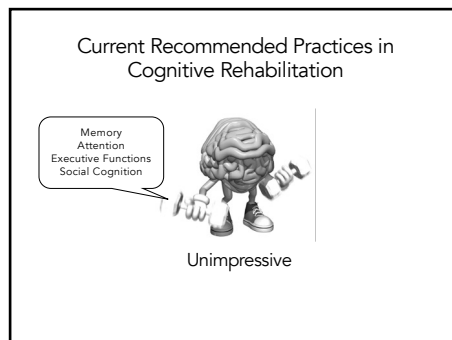 Current Recommended Practices in
Cognitive Rehabilitation
Memory
Attention
Executive Functions
Social Cognition
Unimpressive